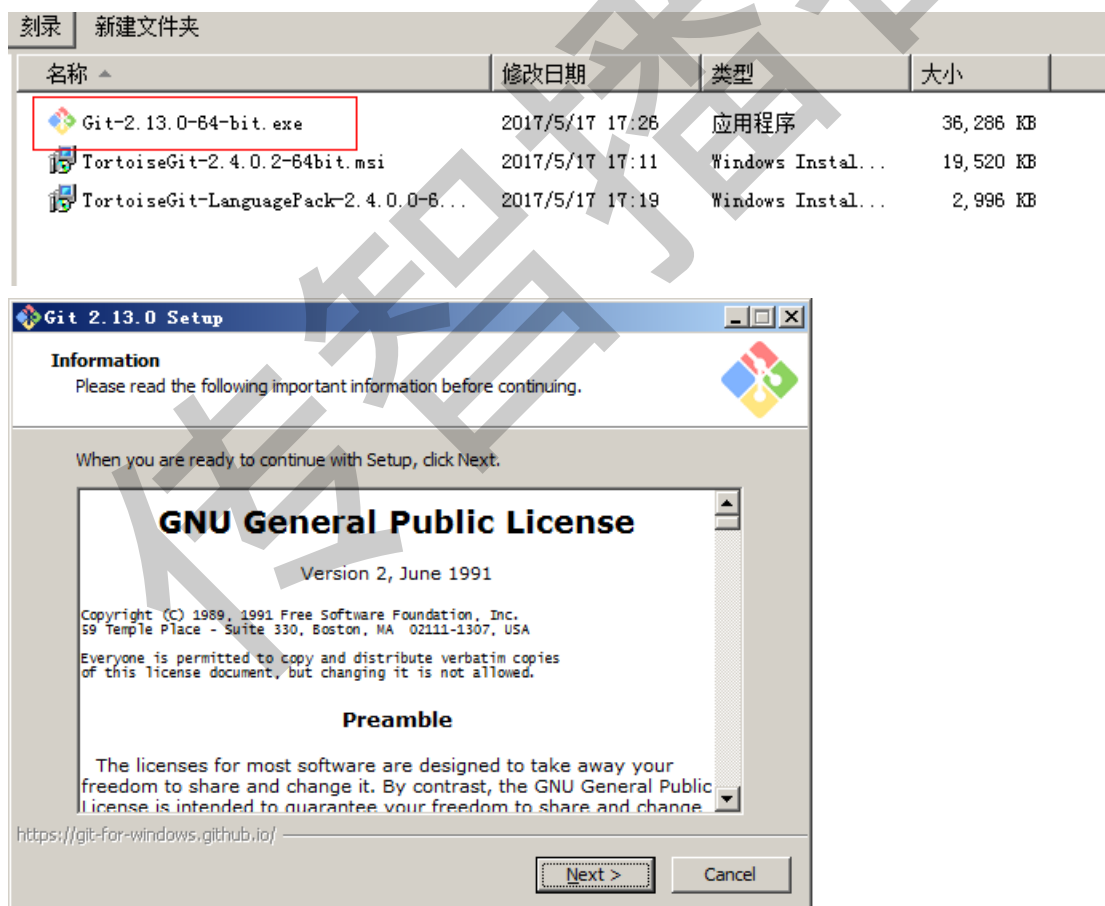 刻录 新建文件夹
名称 修改日期 类型 大小
Git-2.13.0-64-bit.exe 2017/5/17 17:26 应用程序 36,286 KB
TortoiseGit-2.4.0.2-64bit.msi 2017/5/17 17:11 Windows Instal... 19,520 KB
TortoiseGit-LanguagePack-2.4.0.0-6... 2017/5/17 17:19 Windows Instal... 2,996 KB
Git 2.13.0 Setup
Information
Please read the following important information before continuing.
When you are ready to continue with Setup, click Next.
GNU General Public License
Version 2, June 1991
Copyright (C) 1989, 1991 Free Software Foundation, Inc.
59 Temple Place - Suite 330, Boston, MA 02111-1307, USA
Everyone is permitted to copy and distribute verbatim copies
of this license document, but changing it is not allowed.
Preamble
The licenses for most software are designed to take away your
freedom to share and change it. By contrast, the GNU General Public
License is intended to guarantee your freedom to share and change
https://git-for-windows.github.io/
Next > Cancel
传智播